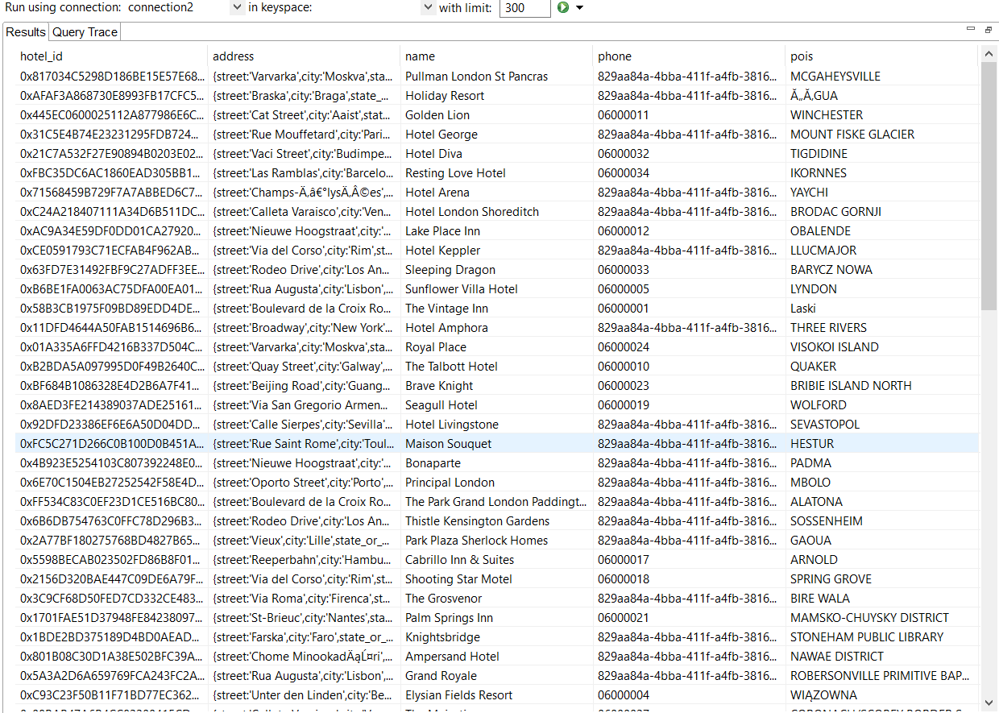 Run using connection: connection2 in keyspace: with limit: 300
Results Query Trace
hotel_id address name phone pois
0x817034C5298D186BE15E57E68... {street:'Varvarka',city:'Moskva',sta... Pullman London St Pancras 829aa84a-4bba-411f-a4fb-3816... MCGAHEYSVILLE
0xAFAF3A868730E8993FB17CFC5... {street:'Braska',city:'Braga',state_... Holiday Resort 829aa84a-4bba-411f-a4fb-3816... Ă„Ă‚GUA
0x445EC0600025112A877986E6C... {street:'Cat Street',city:'Aaist',stat... Golden Lion 06000011 WINCHESTER
0x31C5E4B74E23231295FDB724... {street:'Rue Mouffetard',city:'Pari... Hotel George 829aa84a-4bba-411f-a4fb-3816... MOUNT FISKE GLACIER
0x21C7A532F27E90894B0203E02... {street:'Vaci Street',city:'Budimpe... Hotel Diva 06000032 TIGDIDINE
0xFBC35DC6AC1860EAD305BB1... {street:'Las Ramblas',city:'Barcelo... Resting Love Hotel 06000034 IKORNNES
0x71568459B729F7A7ABBED6C7... {street:'Champs-Ä‚â€°lysÄ‚Â©es',... Hotel Arena 829aa84a-4bba-411f-a4fb-3816... YAYCHI
0xC24A218407111A34D6B511DC... {street:'Calleta Varaisco',city:'Ven... Hotel London Shoreditch 829aa84a-4bba-411f-a4fb-3816... BRODAC GORNJI
0xAC9A34E59DF0DD01CA27920... {street:'Nieuwe Hoogstraat',city:'... Lake Place Inn 06000012 OBALENDE
0xCE0591793C71ECFAB4F962AB... {street:'Via del Corso',city:'Rim',st... Hotel Keppler 829aa84a-4bba-411f-a4fb-3816... LLUCMAJOR
0x63FD7E31492FBF9C27ADFF3EE... {street:'Rodeo Drive',city:'Los An... Sleeping Dragon 06000033 BARYCZ NOWA
0xB6BE1FA0063AC75DFA00EA01... {street:'Rua Augusta',city:'Lisbon',... Sunflower Villa Hotel 06000005 LYNDON
0x58B3CB1975F09BD89EDD4DE... {street:'Boulevard de la Croix Ro... The Vintage Inn 06000001 Laski
0x11DFD4644A50FAB1514696B6... {street:'Broadway',city:'New York'... Hotel Amphora 829aa84a-4bba-411f-a4fb-3816... THREE RIVERS
0x01A335A6FFD4216B337D504C... {street:'Varvarka',city:'Moskva',sta... Royal Place 06000024 VISOKOI ISLAND
0xB2BDA5A097995D0F49B2640C... {street:'Quay Street',city:'Galway',... The Talbott Hotel 06000010 QUAKER
0xBF684B1086328E4D2B6A7F41... {street:'Beijing Road',city:'Guang... Brave Knight 06000023 BRIBIE ISLAND NORTH
0x8AED3FE214389037ADE25161... {street:'Via San Gregorio Armen... Seagull Hotel 06000019 WOLFORD
0x92DFD23386EF6E6A50D04DD... {street:'Calle Sierpes',city:'Sevilla'... Hotel Livingstone 829aa84a-4bba-411f-a4fb-3816... SEVASTOPOL
0xFC5C271D266C0B100D0B451A... {street:'Rue Saint Rome',city:'Toul... Maison Souquet 829aa84a-4bba-411f-a4fb-3816... HESTUR
0x4B923E5254103C807392248E0... {street:'Nieuwe Hoogstraat',city:'... Bonaparte 829aa84a-4bba-411f-a4fb-3816... PADMA
0x6E70C1504EB27252542F58E4D... {street:'Oporto Street',city:'Porto',... Principal London 829aa84a-4bba-411f-a4fb-3816... MBOLO
0xFF534C83C0EF23D1CE516BC80... {street:'Boulevard de la Croix Ro... The Park Grand London Paddingt... 829aa84a-4bba-411f-a4fb-3816... ALATONA
0x6B6DB754763C0FFC78D296B3... {street:'Rodeo Drive',city:'Los An... Thistle Kensington Gardens 829aa84a-4bba-411f-a4fb-3816... SOSSENHEIM
0x2A77BF180275768BD4827B65... {street:'Vieux',city:'Lille',state_or_... Park Plaza Sherlock Homes 829aa84a-4bba-411f-a4fb-3816... GAOUA
0x5598BECAB023502FD86B8F01... {street:'Reeperbahn',city:'Hambu... Cabrillo Inn & Suites 06000017 ARNOLD
0x2156D320BAE447C09DE6A79F... {street:'Via del Corso',city:'Rim',st... Shooting Star Motel 06000018 SPRING GROVE
0x3C9CF68D50FED7CD332CE483... {street:'Via Roma',city:'Firenca',st... The Grosvenor 829aa84a-4bba-411f-a4fb-3816... BIRE WALA
0x1701FAE51D37948FE84238097... {street:'St-Brieuc',city:'Nantes',sta... Palm Springs Inn 06000021 MAMSKO-CHUYSKY DISTRICT
0x1BDE2BD375189D4BD0AEAD... {street:'Farska',city:'Faro',state_or_... Knightsbridge 829aa84a-4bba-411f-a4fb-3816... STONEHAM PUBLIC LIBRARY
0x801B08C30D1A38E502BFC39A... {street:'Chome MinookadÄąĹ¤ri',... Ampersand Hotel 829aa84a-4bba-411f-a4fb-3816... NAWAE DISTRICT
0x5A3A2D6A659769FCA243FC2A... {street:'Rua Augusta',city:'Lisbon',... Grand Royale 829aa84a-4bba-411f-a4fb-3816... ROBERSONVILLE PRIMITIVE BAP...
0xC93C23F50B11F71BD77EC362... {street:'Unter den Linden',city:'Be... Elysian Fields Resort 06000004 WIĄZOWNA